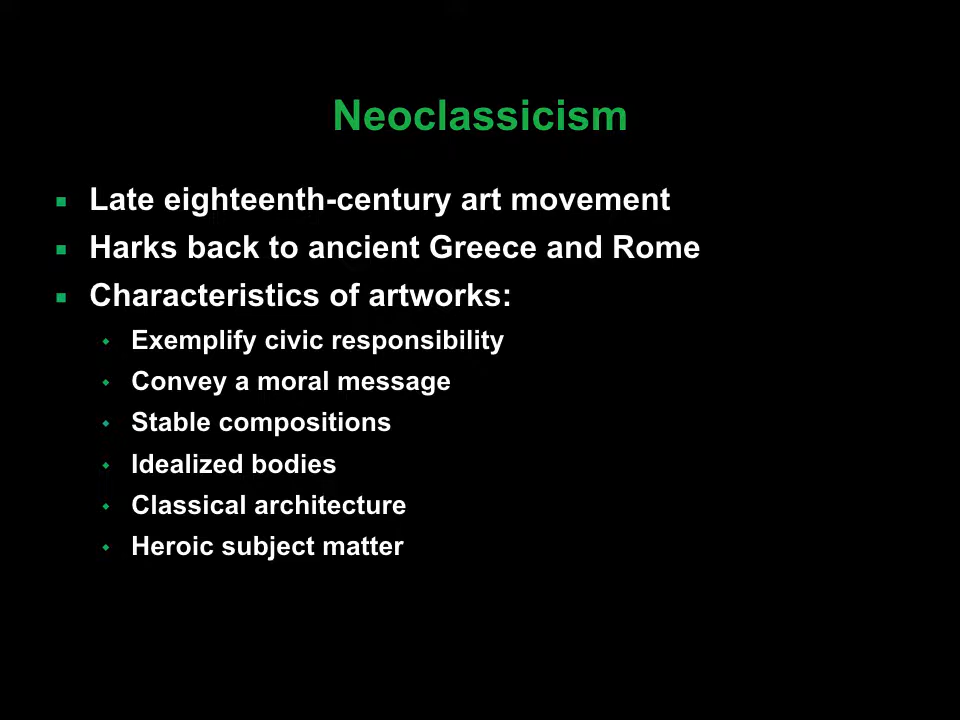 Neoclassicism
Late eighteenth-century art movement
Harks back to ancient Greece and Rome
Characteristics of artworks:
Exemplify civic responsibility
Convey a moral message
Stable compositions
Idealized bodies
Classical architecture
Heroic subject matter